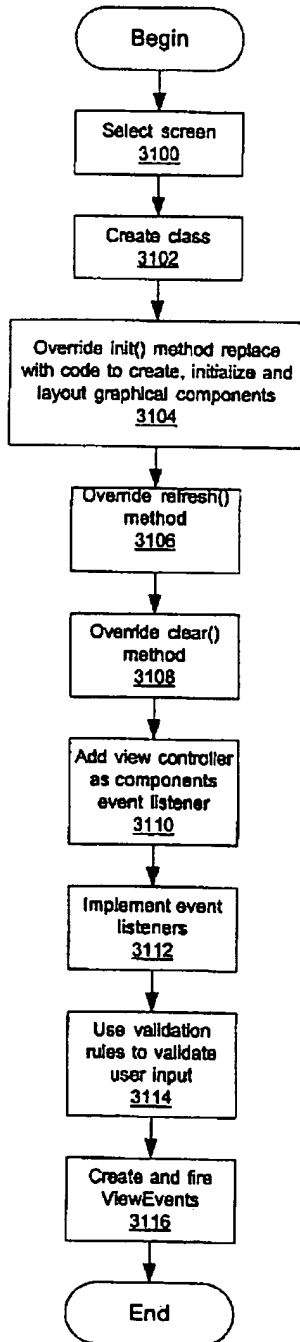 Begin
Select screen
3100
Create class
3102
Override init() method replace
with code to create, initialize and
layout graphical components
3104
Override refresh()
method
3106
Override clear()
method
3108
Add view controller
as components
event listener
3110
Implement event
listeners
3112
Use validation
rules to validate
user input
3114
Create and fire
ViewEvents
3116
End